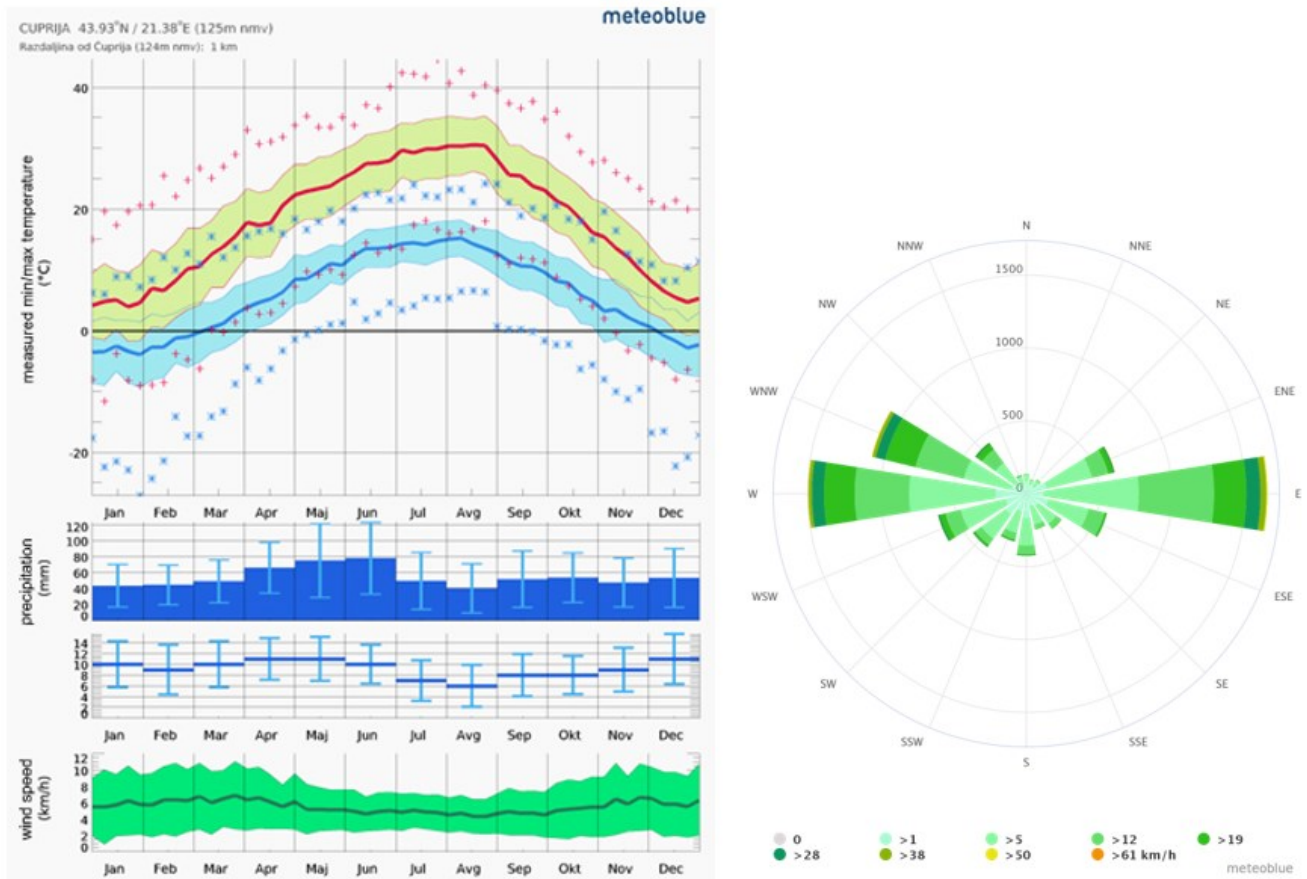 meteoblue
CUPRIJA 43.93°N / 21.38°E (125m nmv)
Razdaljina od Ćuprija (124m nmv): 1 km
measured min/max temperature
(°C)
40
20
0
-20
Jan Feb Mar Apr Maj Jun Jul Avg Sep Okt Nov Dec
precipitation
(mm)
120
100
80
60
40
20
0
14
12
10
8
6
4
2
0
Jan Feb Mar Apr Maj Jun Jul Avg Sep Okt Nov Dec
wind speed
(km/h)
12
10
8
6
4
2
0
Jan Feb Mar Apr Maj Jun Jul Avg Sep Okt Nov Dec
N
NNW NNE
NW NE
WNW ENE
W E
WSW ESE
SW SE
SSW SSE
S
1500
1000
500
0
0 >1 >5 >12 >19
>28 >38 >50 >61 km/h
meteoblue